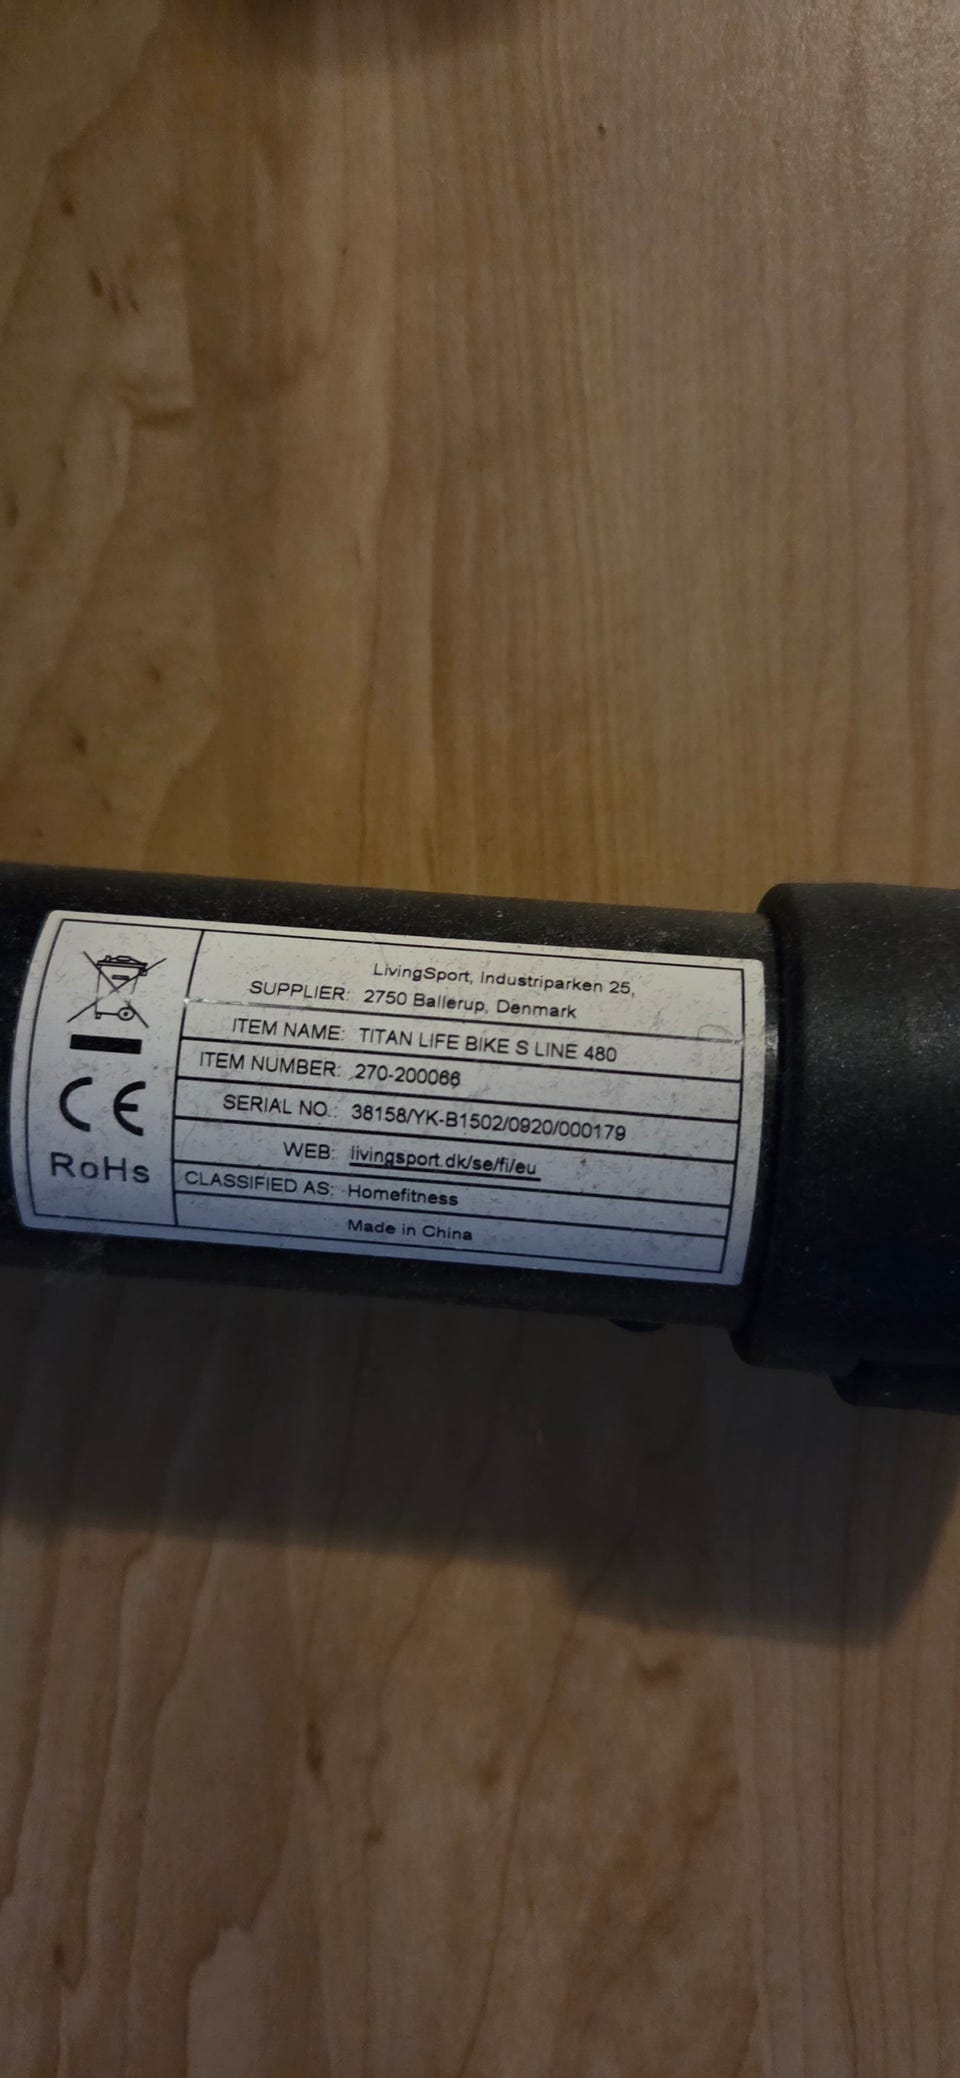 LivingSport, Industriparken 25,
SUPPLIER: 2750 Ballerup, Denmark
ITEM NAME: TITAN LIFE BIKE S LINE 480
ITEM NUMBER: 270-200066
SERIAL NO.: 38158/YK-B1502/0920/000179
WEB: livingsport.dk/se/fi/eu
CLASSIFIED AS: Homefitness
Made in China
CE
RoHs